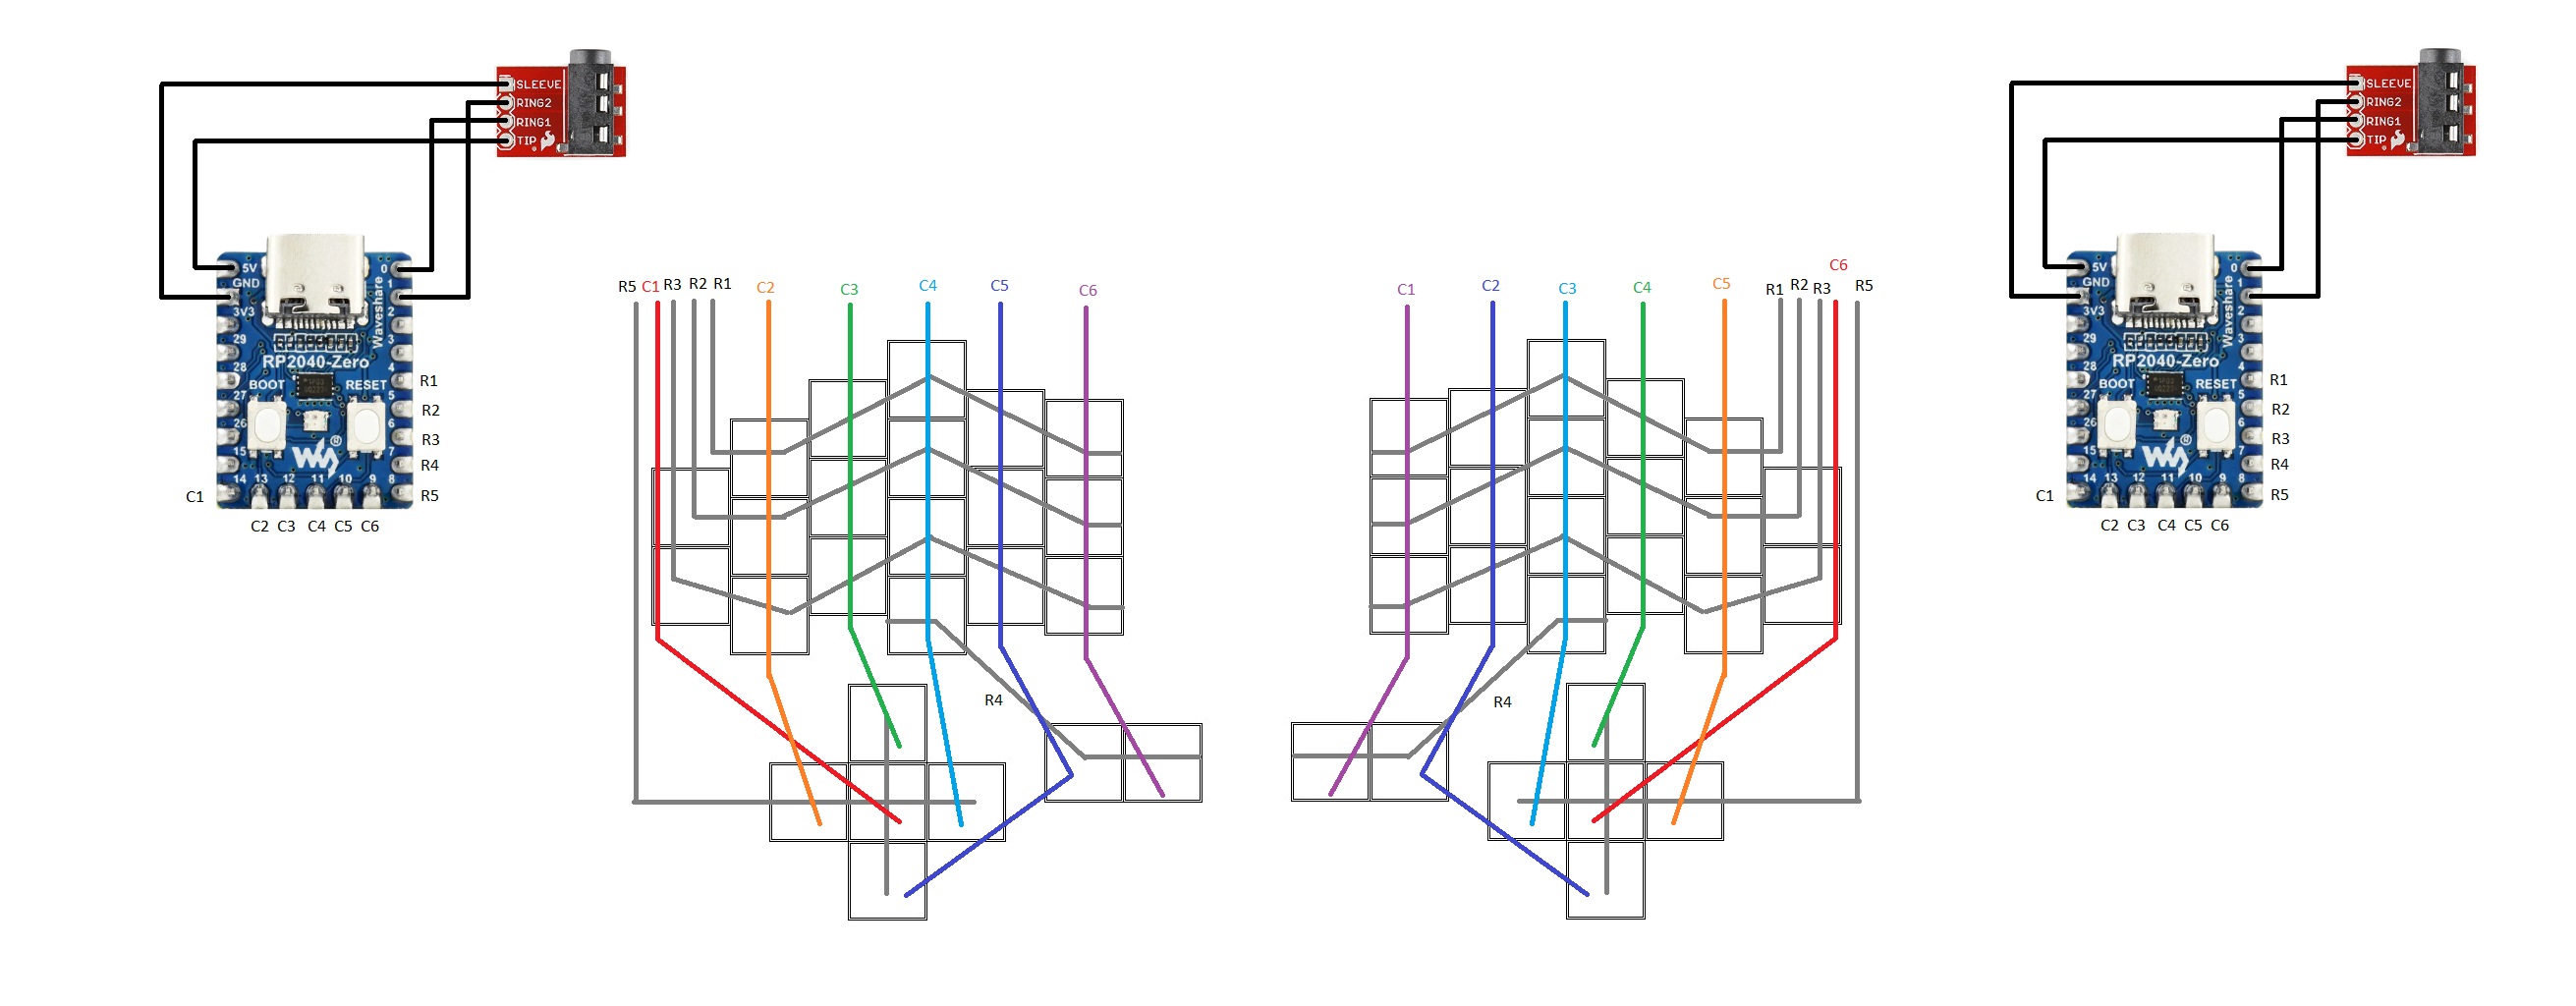 SLEEVE
RING2
RING1
TIP
5V
GND
3V3
29
28
27
26
15
14
13
12
11
10
9
8
7
6
5
4
3
2
1
0
Waveshare
RP2040-Zero
BOOT
RESET
R1
R2
R3
R4
R5
C1
C2 C3 C4 C5 C6
R5 C1 R3 R2 R1 C2 C3 C4 C5 C6
R4
C1 C2 C3 C4 C5 R1 R2 R3 C6 R5
R4
SLEEVE
RING2
RING1
TIP
5V
GND
3V3
29
28
27
26
15
14
13
12
11
10
9
8
7
6
5
4
3
2
1
0
Waveshare
RP2040-Zero
BOOT
RESET
R1
R2
R3
R4
R5
C1
C2 C3 C4 C5 C6